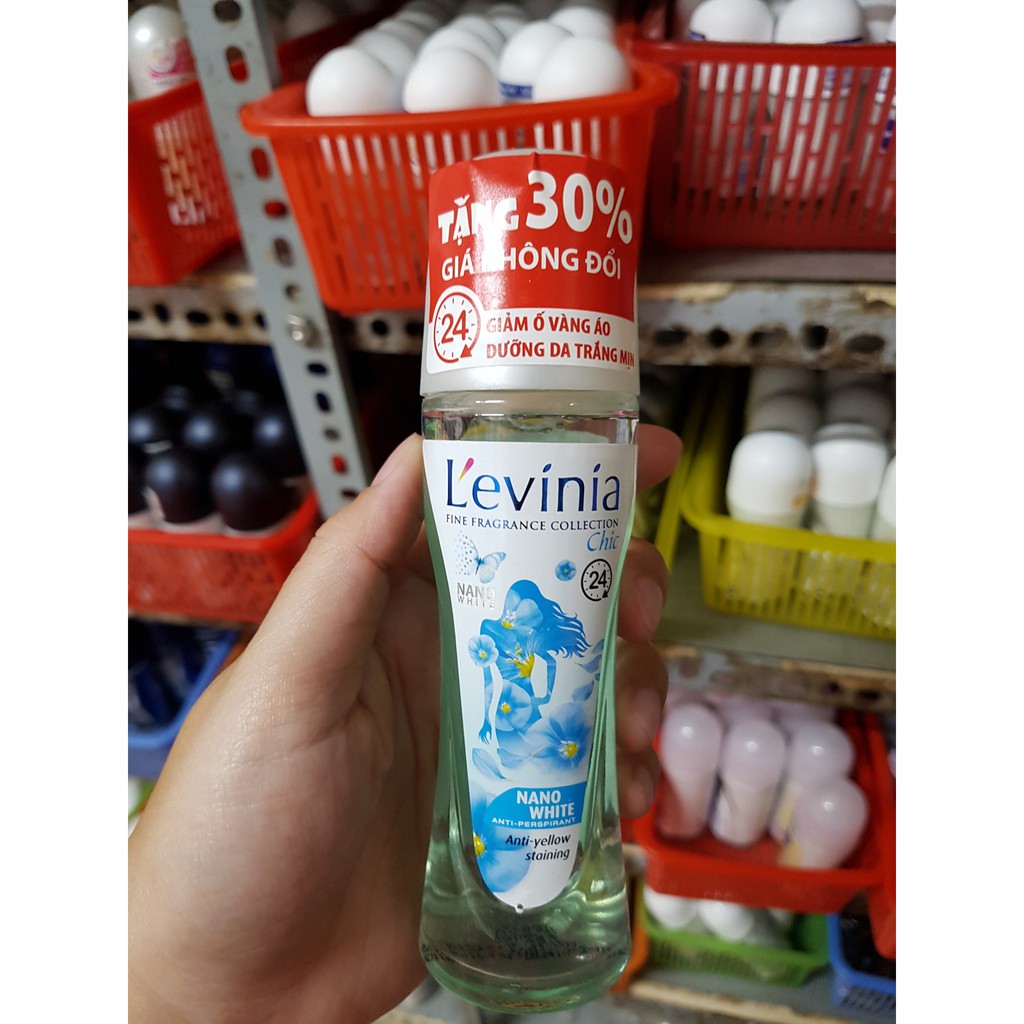 TẶNG 30%
GIÁ KHÔNG ĐỔI
24
GIẢM Ố VÀNG ÁO
DƯỠNG DA TRẮNG MỊN
L'evinia
FINE FRAGRANCE COLLECTION
Chic
24
NANO
WHITE
NANO
WHITE
ANTI-PERSPIRANT
Anti-yellow
staining